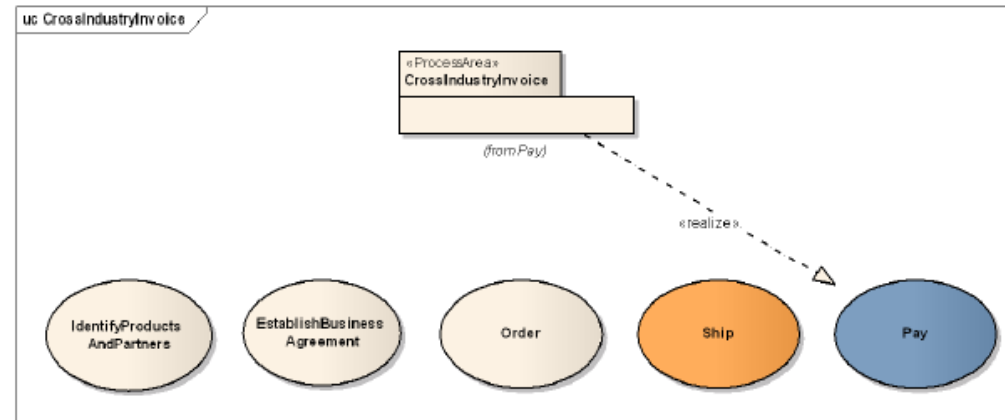 uc CrossIndustryInvoice
«ProcessArea»
CrossIndustryInvoice
(from Pay)
«realize»
IdentifyProducts
AndPartners
EstablishBusiness
Agreement
Order
Ship
Pay